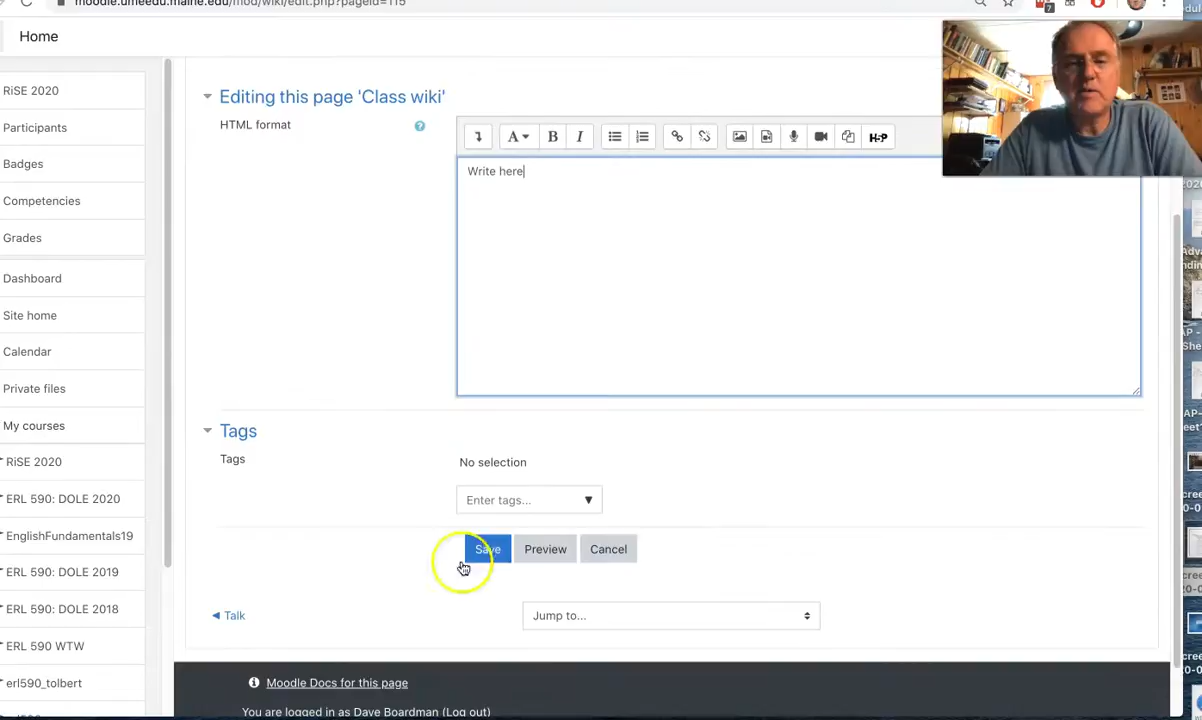 moodle.umeedu.maine.edu/mod/wiki/edit.php?pageid=115
Home
RiSE 2020
Participants
Badges
Competencies
Grades
Dashboard
Site home
Calendar
Private files
My courses
RiSE 2020
ERL 590: DOLE 2020
EnglishFundamentals19
ERL 590: DOLE 2019
ERL 590: DOLE 2018
ERL 590 WTW
erl590_tolbert
Editing this page 'Class wiki'
HTML format
A B I H-P
Write here
Tags
Tags
No selection
Enter tags...
Save Preview Cancel
Talk
Jump to...
Moodle Docs for this page
You are logged in as Dave Boardman (Log out)